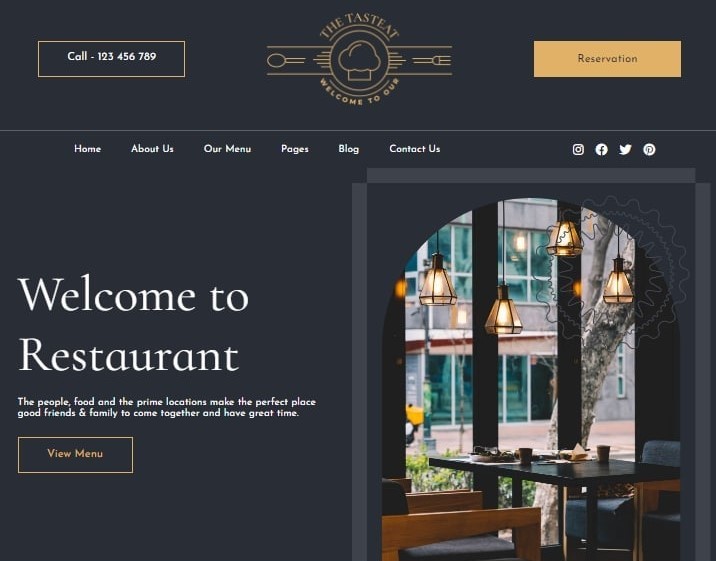 Call - 123 456 789
THE TASTEAT
WELCOME TO OUR
Reservation
Home About Us Our Menu Pages Blog Contact Us
Welcome to
Restaurant
The people, food and the prime locations make the perfect place
good friends & family to come together and have great time.
View Menu